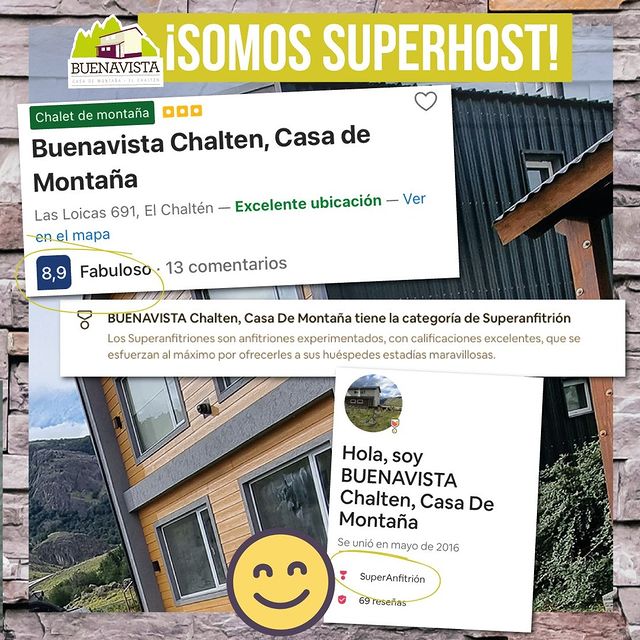 ¡SOMOS SUPERHOST!
BUENAVISTA
CASA DE MONTAÑA - EL CHALTÉN
Chalet de montaña
Buenavista Chalten, Casa de
Montaña
Las Loicas 691, El Chaltén — Excelente ubicación — Ver
en el mapa
8,9 Fabuloso · 13 comentarios
BUENAVISTA Chalten, Casa De Montaña tiene la categoría de Superanfitrión
Los Superanfitriones son anfitriones experimentados, con calificaciones excelentes, que se
esfuerzan al máximo por ofrecerles a sus huéspedes estadías maravillosas.
Hola, soy
BUENAVISTA
Chalten, Casa De
Montaña
Se unió en mayo de 2016
SuperAnfitrión
69 reseñas